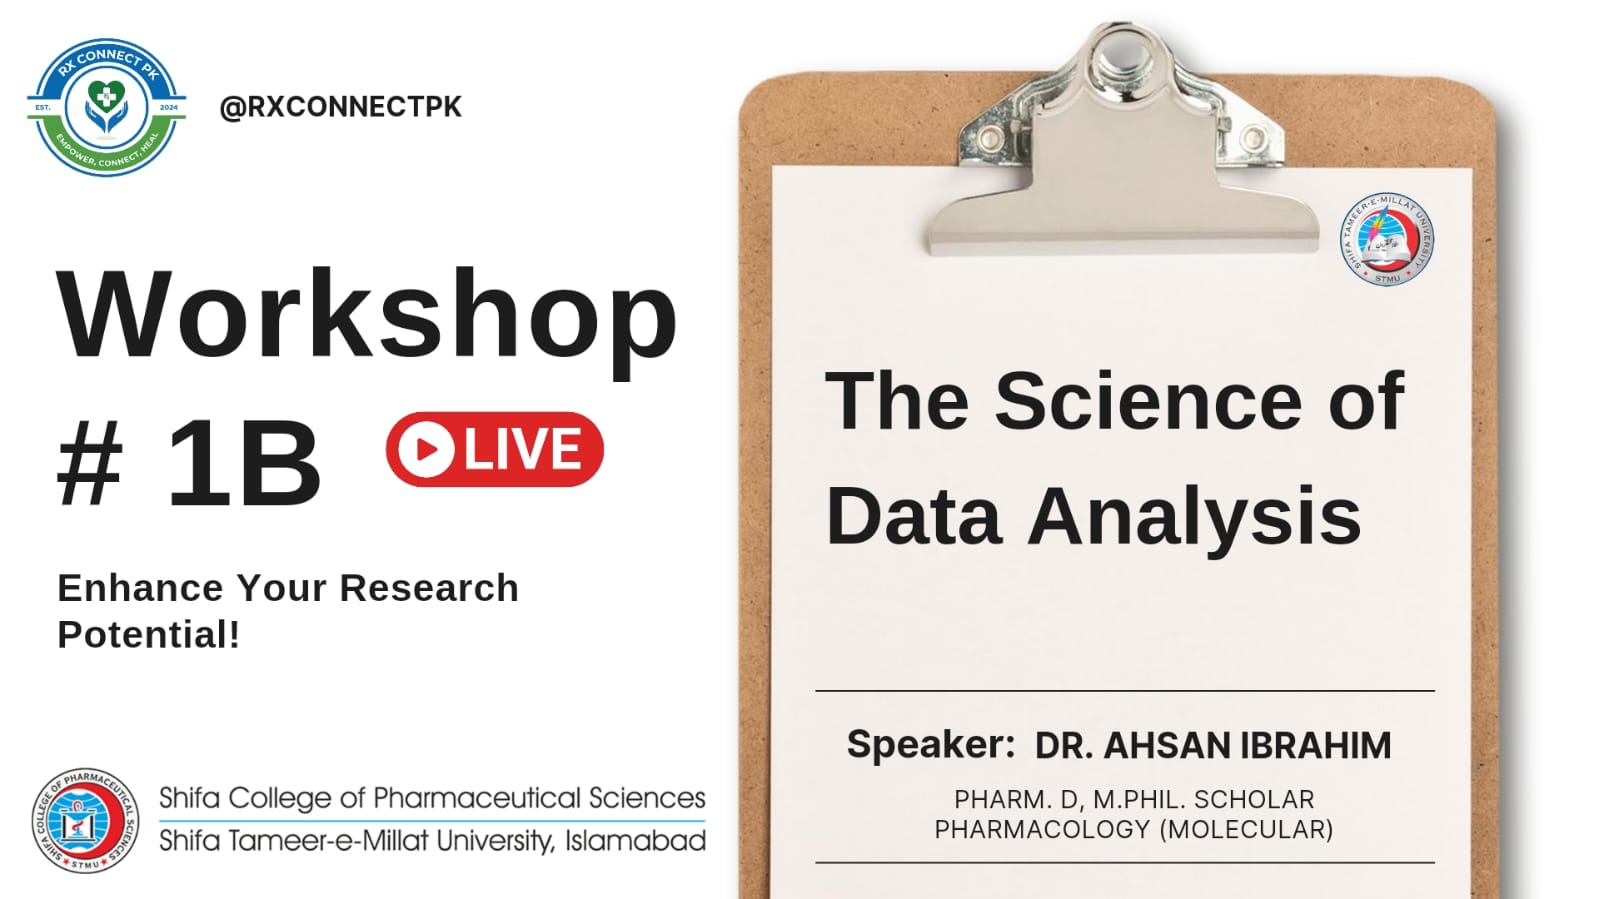 RX CONNECT PK
EST.
2024
EMPOWER, CONNECT, HEAL
@RXCONNECTPK
Workshop
# 1B
LIVE
Enhance Your Research
Potential!
SHIFA COLLEGE OF PHARMACEUTICAL SCIENCES
STMU
Shifa College of Pharmaceutical Sciences
Shifa Tameer-e-Millat University, Islamabad
SHIFA TAMEER-E-MILLAT UNIVERSITY
STMU
The Science of
Data Analysis
Speaker: DR. AHSAN IBRAHIM
PHARM. D, M.PHIL. SCHOLAR
PHARMACOLOGY (MOLECULAR)